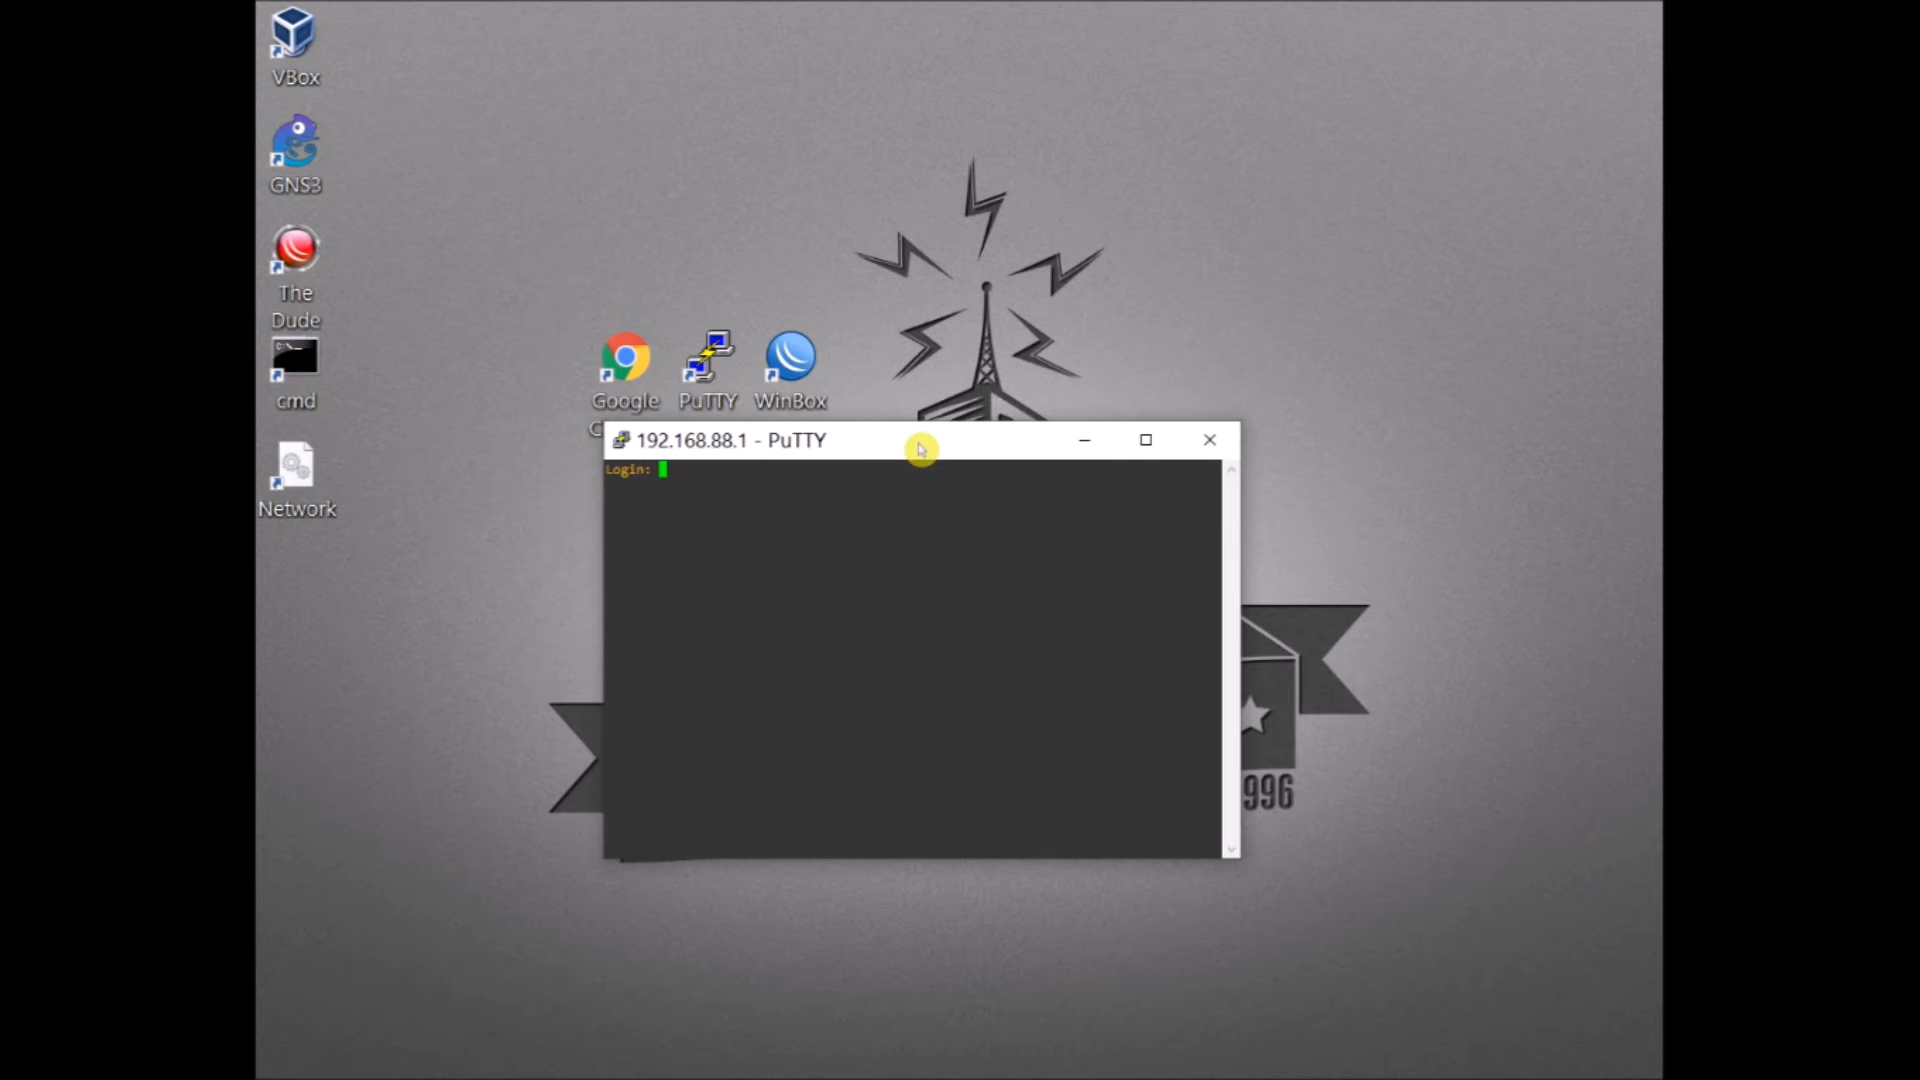 VBox
GNS3
The
Dude
cmd
Network
Google
PuTTY
WinBox
C
192.168.88.1 - PuTTY
Login:
996